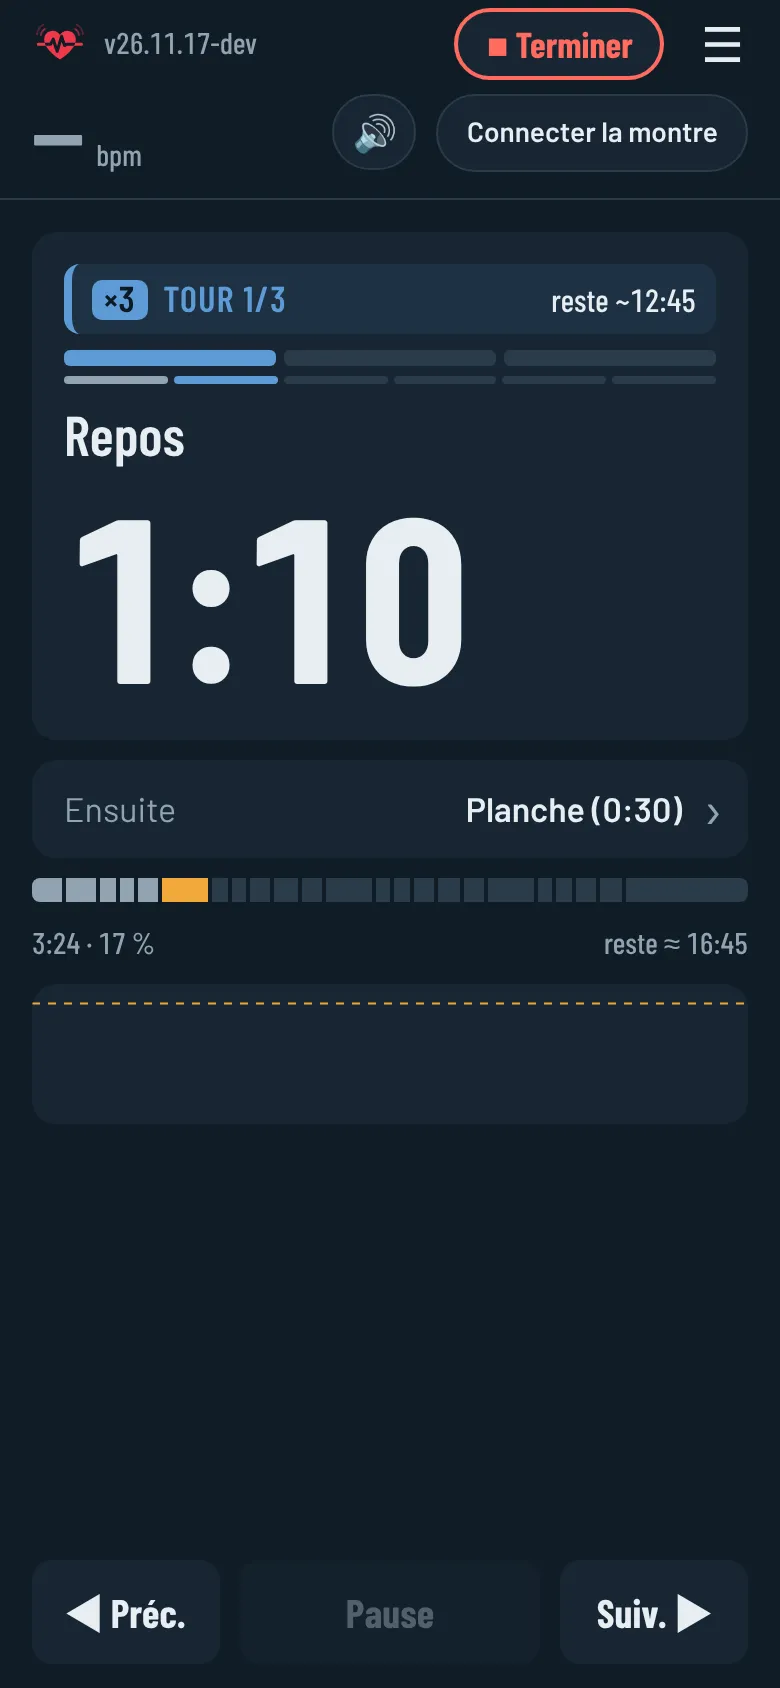 v26.11.17-dev
■ Terminer
bpm
Connecter la montre
×3 TOUR 1/3
reste ~12:45
Repos
1:10
Ensuite
Planche (0:30) ›
3:24 · 17 %
reste ≈ 16:45
◀ Préc.
Pause
Suiv. ▶